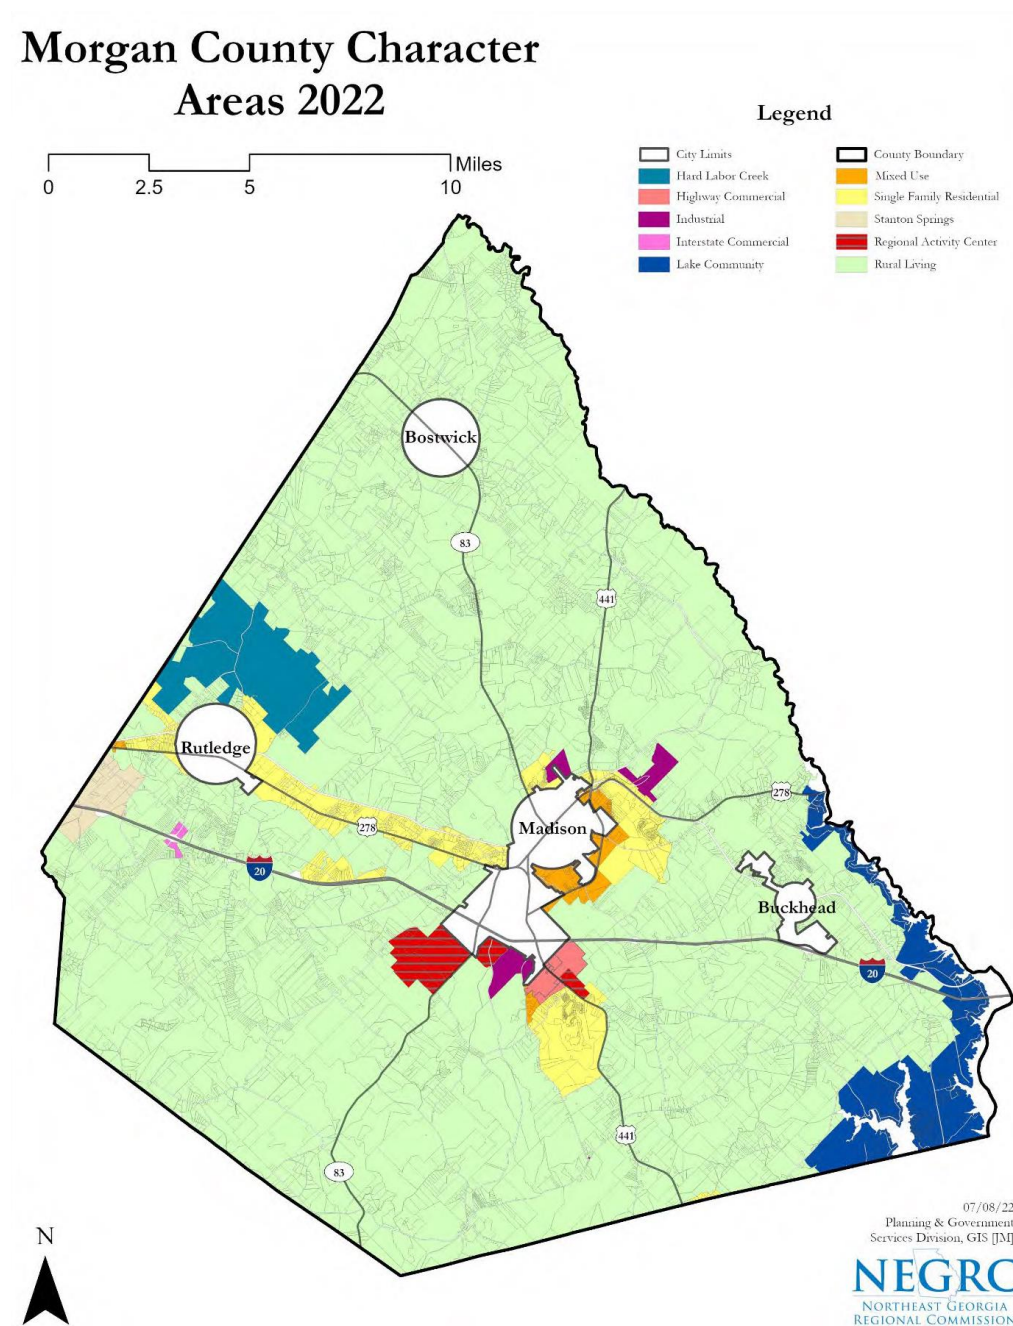 Morgan County Character
Areas 2022
Miles
0 2.5 5 10
Legend
City Limits
Hard Labor Creek
Highway Commercial
Industrial
Interstate Commercial
Lake Community
County Boundary
Mixed Use
Single Family Residential
Stanton Springs
Regional Activity Center
Rural Living
Bostwick
83
441
Rutledge
278
Madison
278
20
Buckhead
20
441
83
N
07/08/22
Planning & Government
Services Division, GIS [JM]
NEGRC
NORTHEAST GEORGIA
REGIONAL COMMISSION